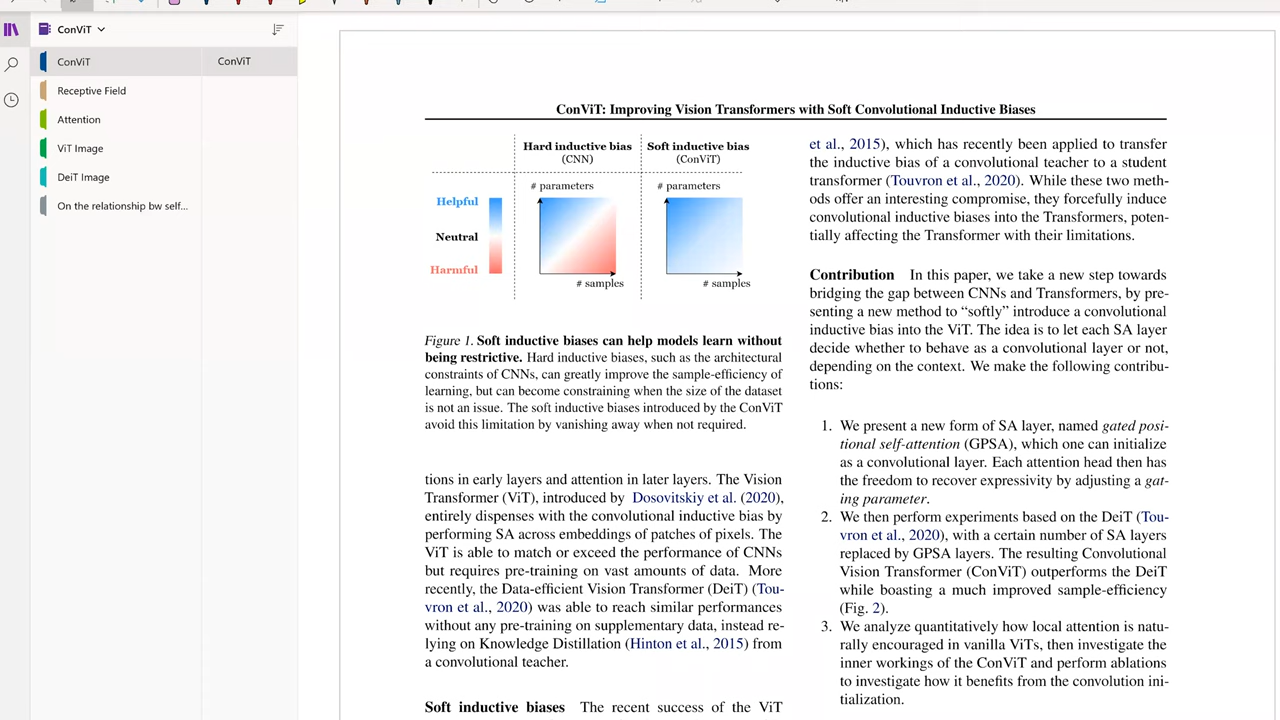 ConViT
ConViT
Receptive Field
Attention
ViT Image
DeiT Image
On the relationship bw self...
ConViT
ConViT: Improving Vision Transformers with Soft Convolutional Inductive Biases
Hard inductive bias
(CNN)
Soft inductive bias
(ConViT)
Helpful
Neutral
Harmful
# parameters
# samples
# parameters
# samples
Figure 1. Soft inductive biases can help models learn without
being restrictive. Hard inductive biases, such as the architectural
constraints of CNNs, can greatly improve the sample-efficiency of
learning, but can become constraining when the size of the dataset
is not an issue. The soft inductive biases introduced by the ConViT
avoid this limitation by vanishing away when not required.
tions in early layers and attention in later layers. The Vision
Transformer (ViT), introduced by Dosovitskiy et al. (2020),
entirely dispenses with the convolutional inductive bias by
performing SA across embeddings of patches of pixels. The
ViT is able to match or exceed the performance of CNNs
but requires pre-training on vast amounts of data. More
recently, the Data-efficient Vision Transformer (DeiT) (Tou-
vron et al., 2020) was able to reach similar performances
without any pre-training on supplementary data, instead re-
lying on Knowledge Distillation (Hinton et al., 2015) from
a convolutional teacher.
Soft inductive biases The recent success of the ViT
et al., 2015), which has recently been applied to transfer
the inductive bias of a convolutional teacher to a student
transformer (Touvron et al., 2020). While these two meth-
ods offer an interesting compromise, they forcefully induce
convolutional inductive biases into the Transformers, poten-
tially affecting the Transformer with their limitations.
Contribution In this paper, we take a new step towards
bridging the gap between CNNs and Transformers, by pre-
senting a new method to “softly” introduce a convolutional
inductive bias into the ViT. The idea is to let each SA layer
decide whether to behave as a convolutional layer or not,
depending on the context. We make the following contribu-
tions:
1. We present a new form of SA layer, named gated posi-
tional self-attention (GPSA), which one can initialize
as a convolutional layer. Each attention head then has
the freedom to recover expressivity by adjusting a gat-
ing parameter.
2. We then perform experiments based on the DeiT (Tou-
vron et al., 2020), with a certain number of SA layers
replaced by GPSA layers. The resulting Convolutional
Vision Transformer (ConViT) outperforms the DeiT
while boasting a much improved sample-efficiency
(Fig. 2).
3. We analyze quantitatively how local attention is natu-
rally encouraged in vanilla ViTs, then investigate the
inner workings of the ConViT and perform ablations
to investigate how it benefits from the convolution ini-
tialization.